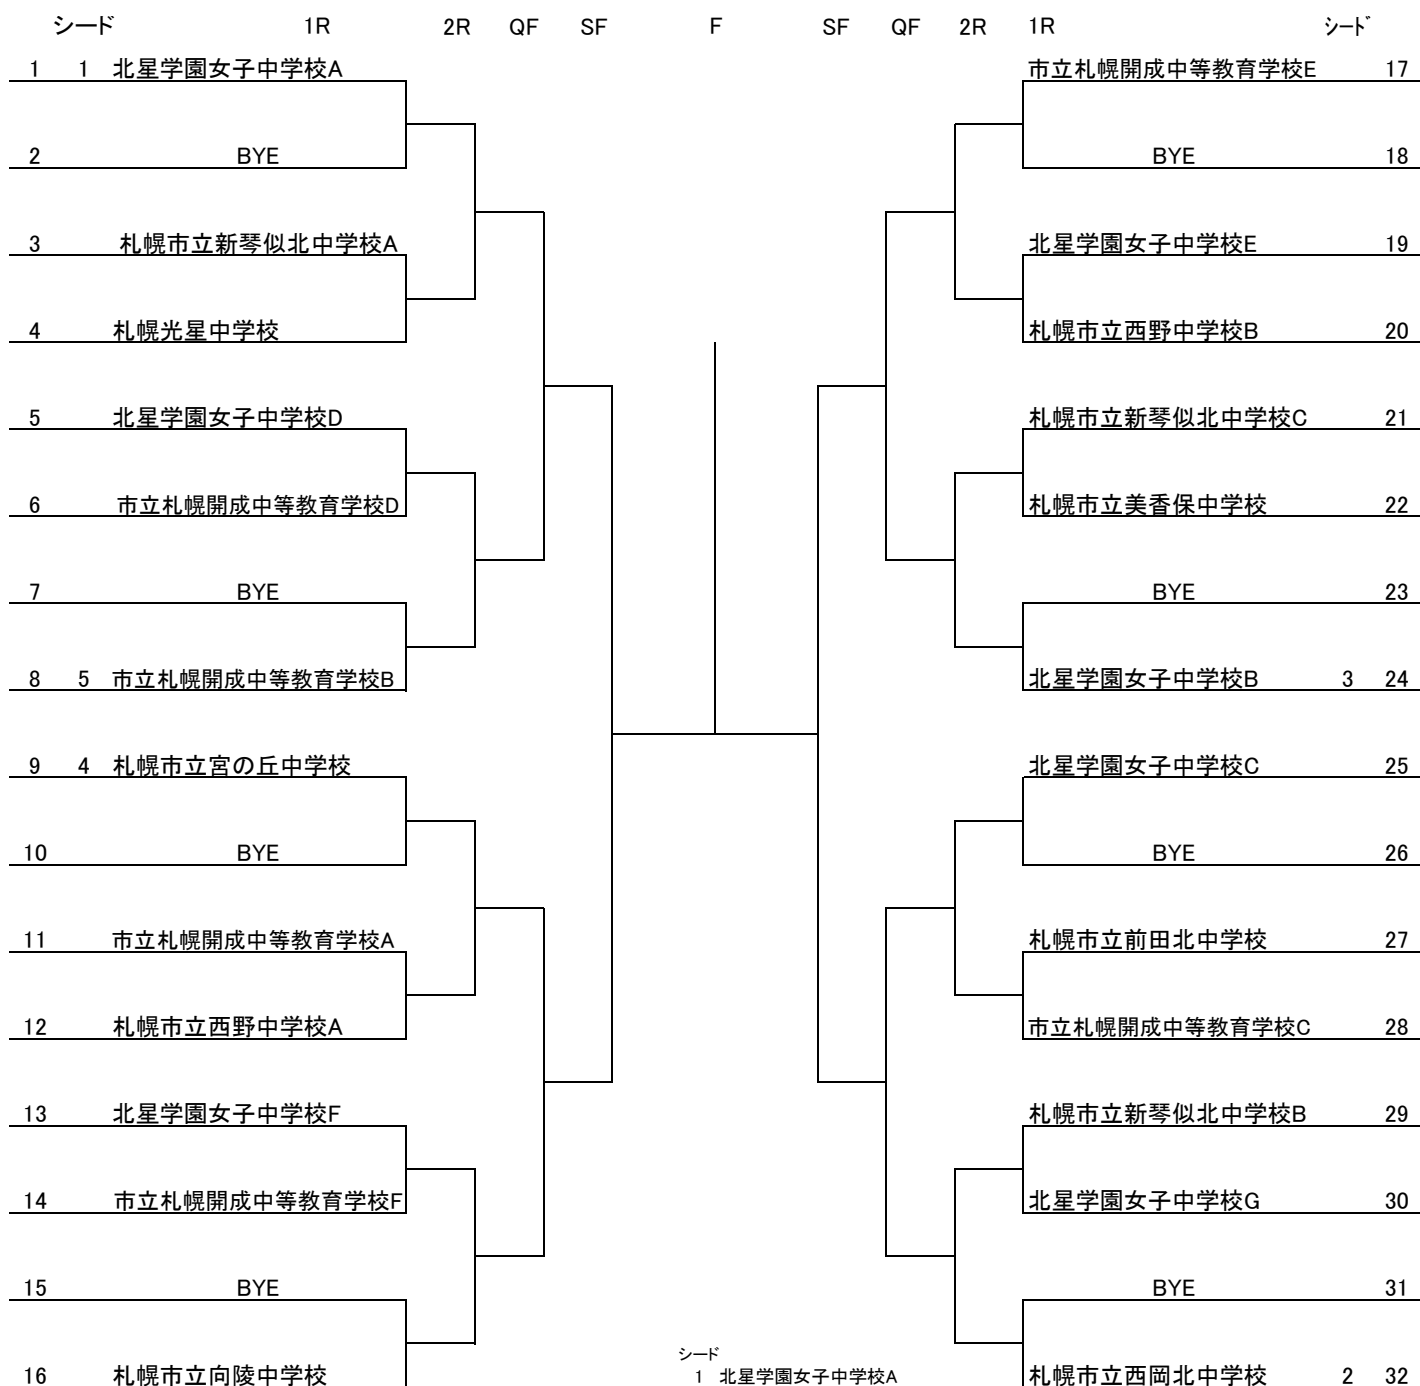 シード 1R 2R QF SF F SF QF 2R 1R シード
1 1 北星学園女子中学校A 市立札幌開成中等教育学校E 17
2 BYE BYE 18
3 札幌市立新琴似北中学校A 北星学園女子中学校E 19
4 札幌光星中学校 札幌市立西野中学校B 20
5 北星学園女子中学校D 札幌市立新琴似北中学校C 21
6 市立札幌開成中等教育学校D 札幌市立美香保中学校 22
7 BYE BYE 23
8 5 市立札幌開成中等教育学校B 北星学園女子中学校B 3 24
9 4 札幌市立宮の丘中学校 北星学園女子中学校C 25
10 BYE BYE 26
11 市立札幌開成中等教育学校A 札幌市立前田北中学校 27
12 札幌市立西野中学校A 市立札幌開成中等教育学校C 28
13 北星学園女子中学校F 札幌市立新琴似北中学校B 29
14 市立札幌開成中等教育学校F 北星学園女子中学校G 30
15 BYE BYE 31
シード
16 札幌市立向陵中学校 1 北星学園女子中学校A 札幌市立西岡北中学校 2 32